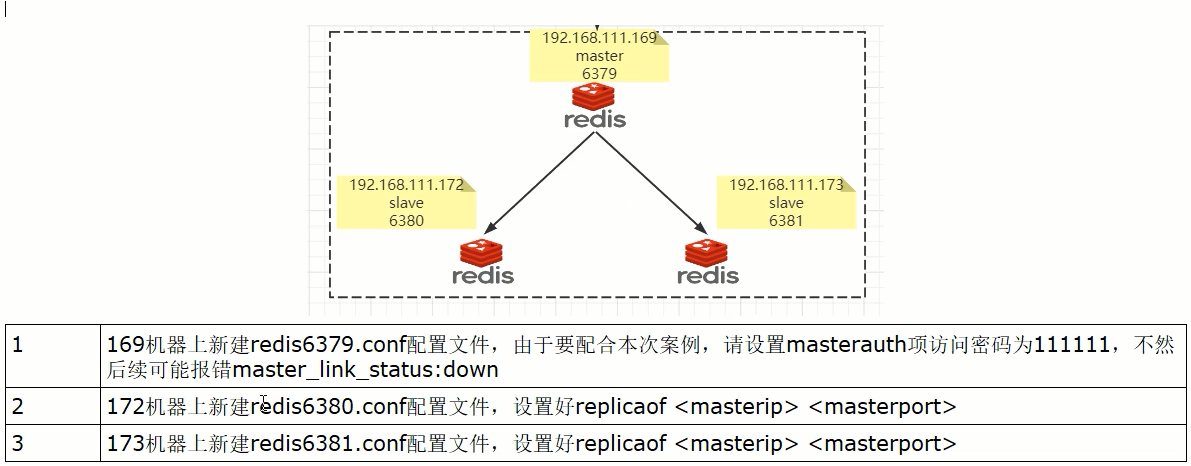 192.168.111.169
master
6379
redis
192.168.111.172
slave
6380
192.168.111.173
slave
6381
redis
redis
1
169机器上新建redis6379.conf配置文件，由于要配合本次案例，请设置masterauth项访问密码为111111，不然
后续可能报错master_link_status:down
2
172机器上新建redis6380.conf配置文件，设置好replicaof <masterip> <masterport>
3
173机器上新建redis6381.conf配置文件，设置好replicaof <masterip> <masterport>